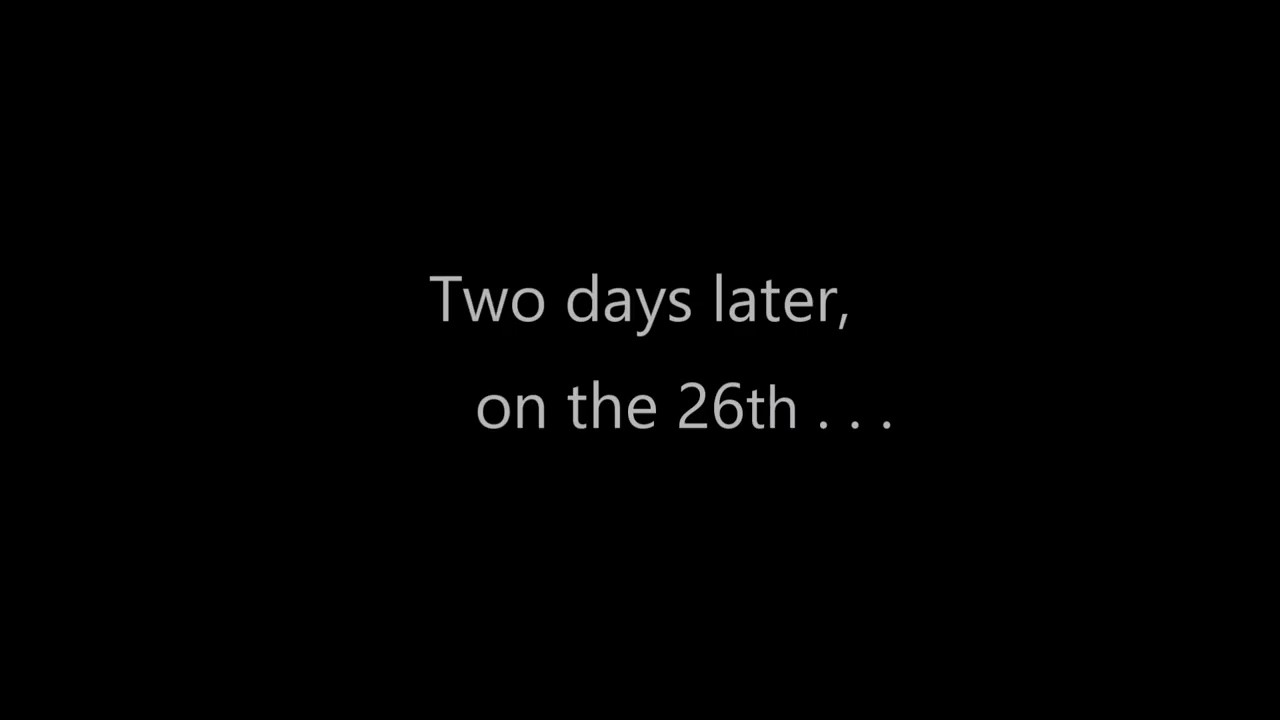 Two days later,
on the 26th . . .